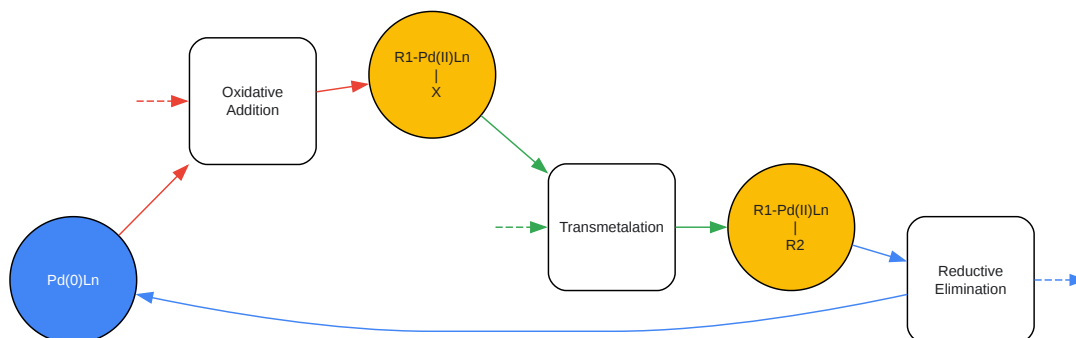 R1-Pd(II)Ln
|
X
Oxidative
Addition
R1-Pd(II)Ln
|
R2
Transmetalation
Pd(0)Ln
Reductive
Elimination